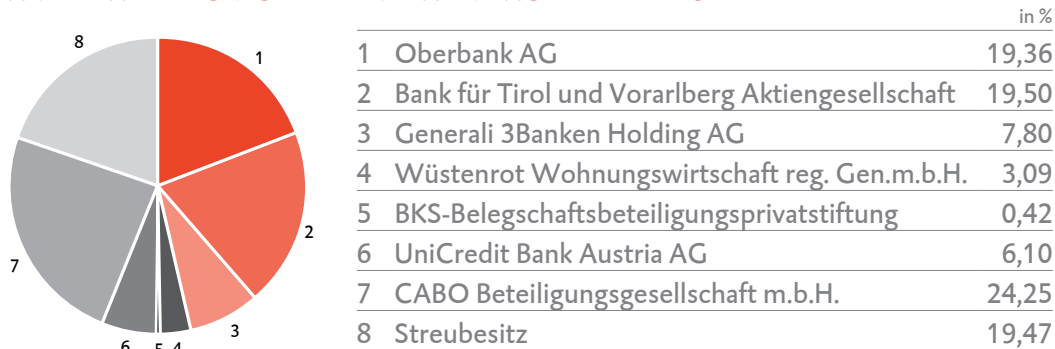 in %
1 Oberbank AG 19,36
2 Bank für Tirol und Vorarlberg Aktiengesellschaft 19,50
3 Generali 3Banken Holding AG 7,80
4 Wüstenrot Wohnungswirtschaft reg. Gen.m.b.H. 3,09
5 BKS-Belegschaftsbeteiligungsprivatstiftung 0,42
6 UniCredit Bank Austria AG 6,10
7 CABO Beteiligungsgesellschaft m.b.H. 24,25
8 Streubesitz 19,47
8
1
2
7
3
6
5
4